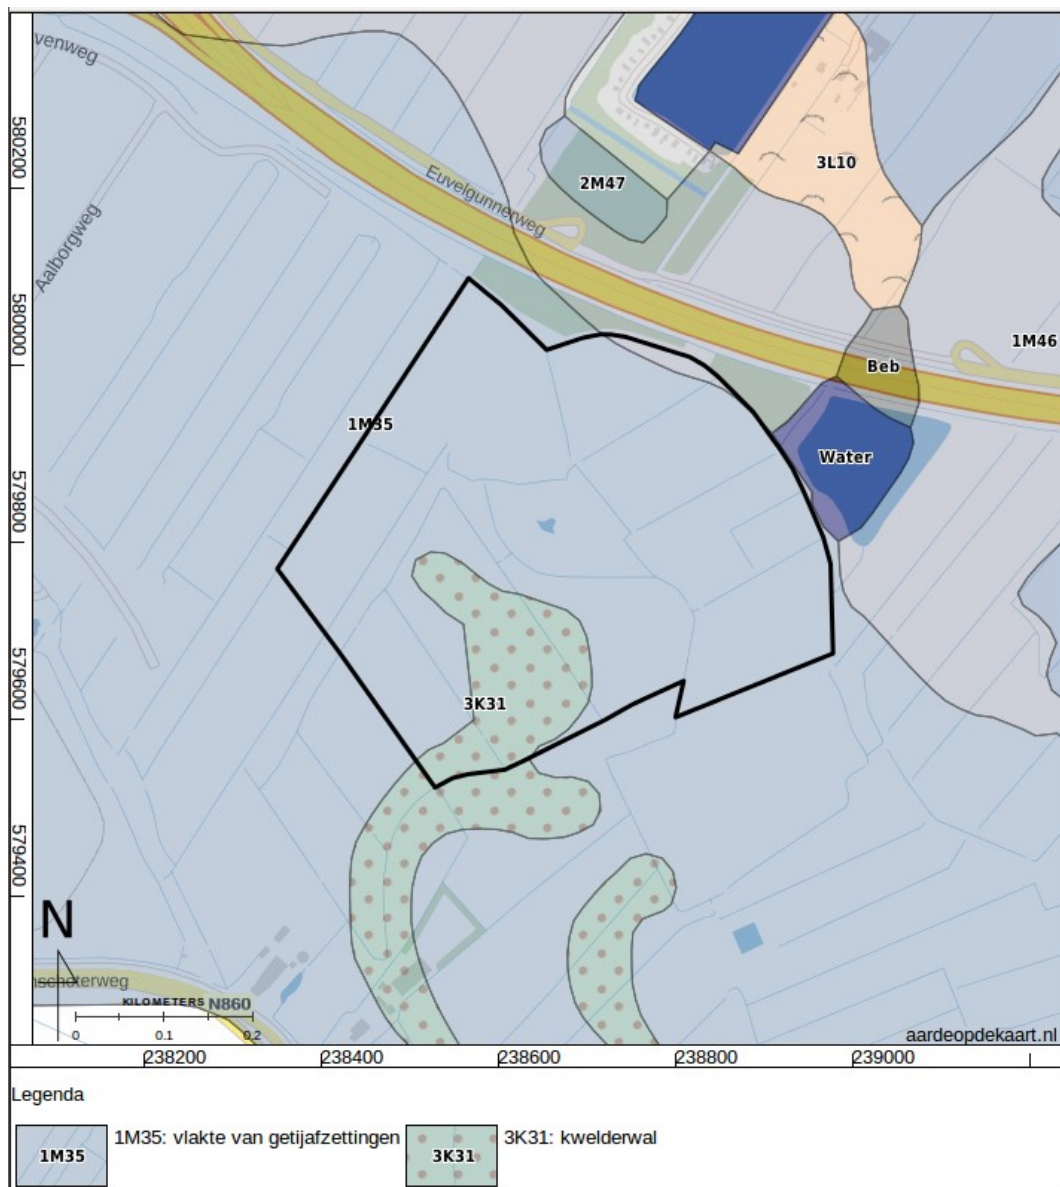 venweg
Aalborgweg
Euvelgunnerweg
2M47
3L10
1M46
Beb
1M35
Water
3K31
580200
580000
579800
579600
579400
N
nschoterweg
KILOMETERS N860
0 0.1 0.2
aardeopdekaart.nl
238200 238400 238600 238800 239000
Legenda
1M35 1M35: vlakte van getijafzettingen 3K31 3K31: kwelderwal